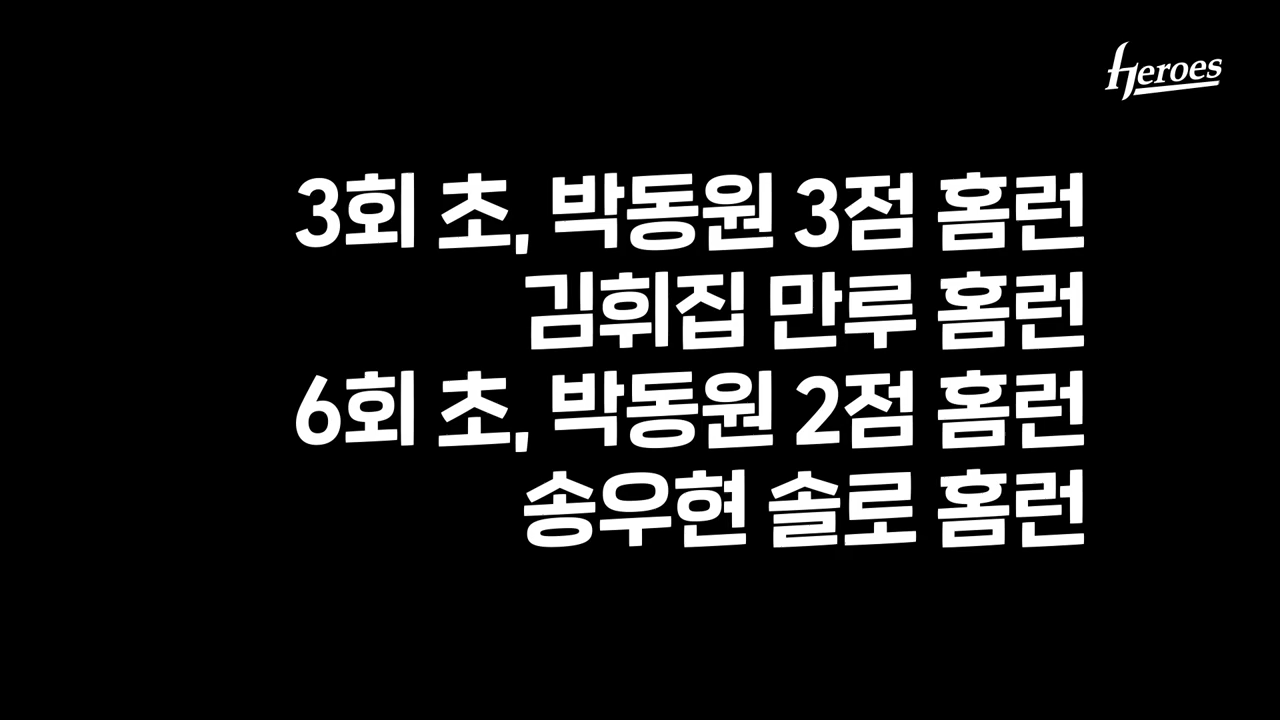 Heroes
3회 초, 박동원 3점 홈런
김휘집 만루 홈런
6회 초, 박동원 2점 홈런
송우현 솔로 홈런